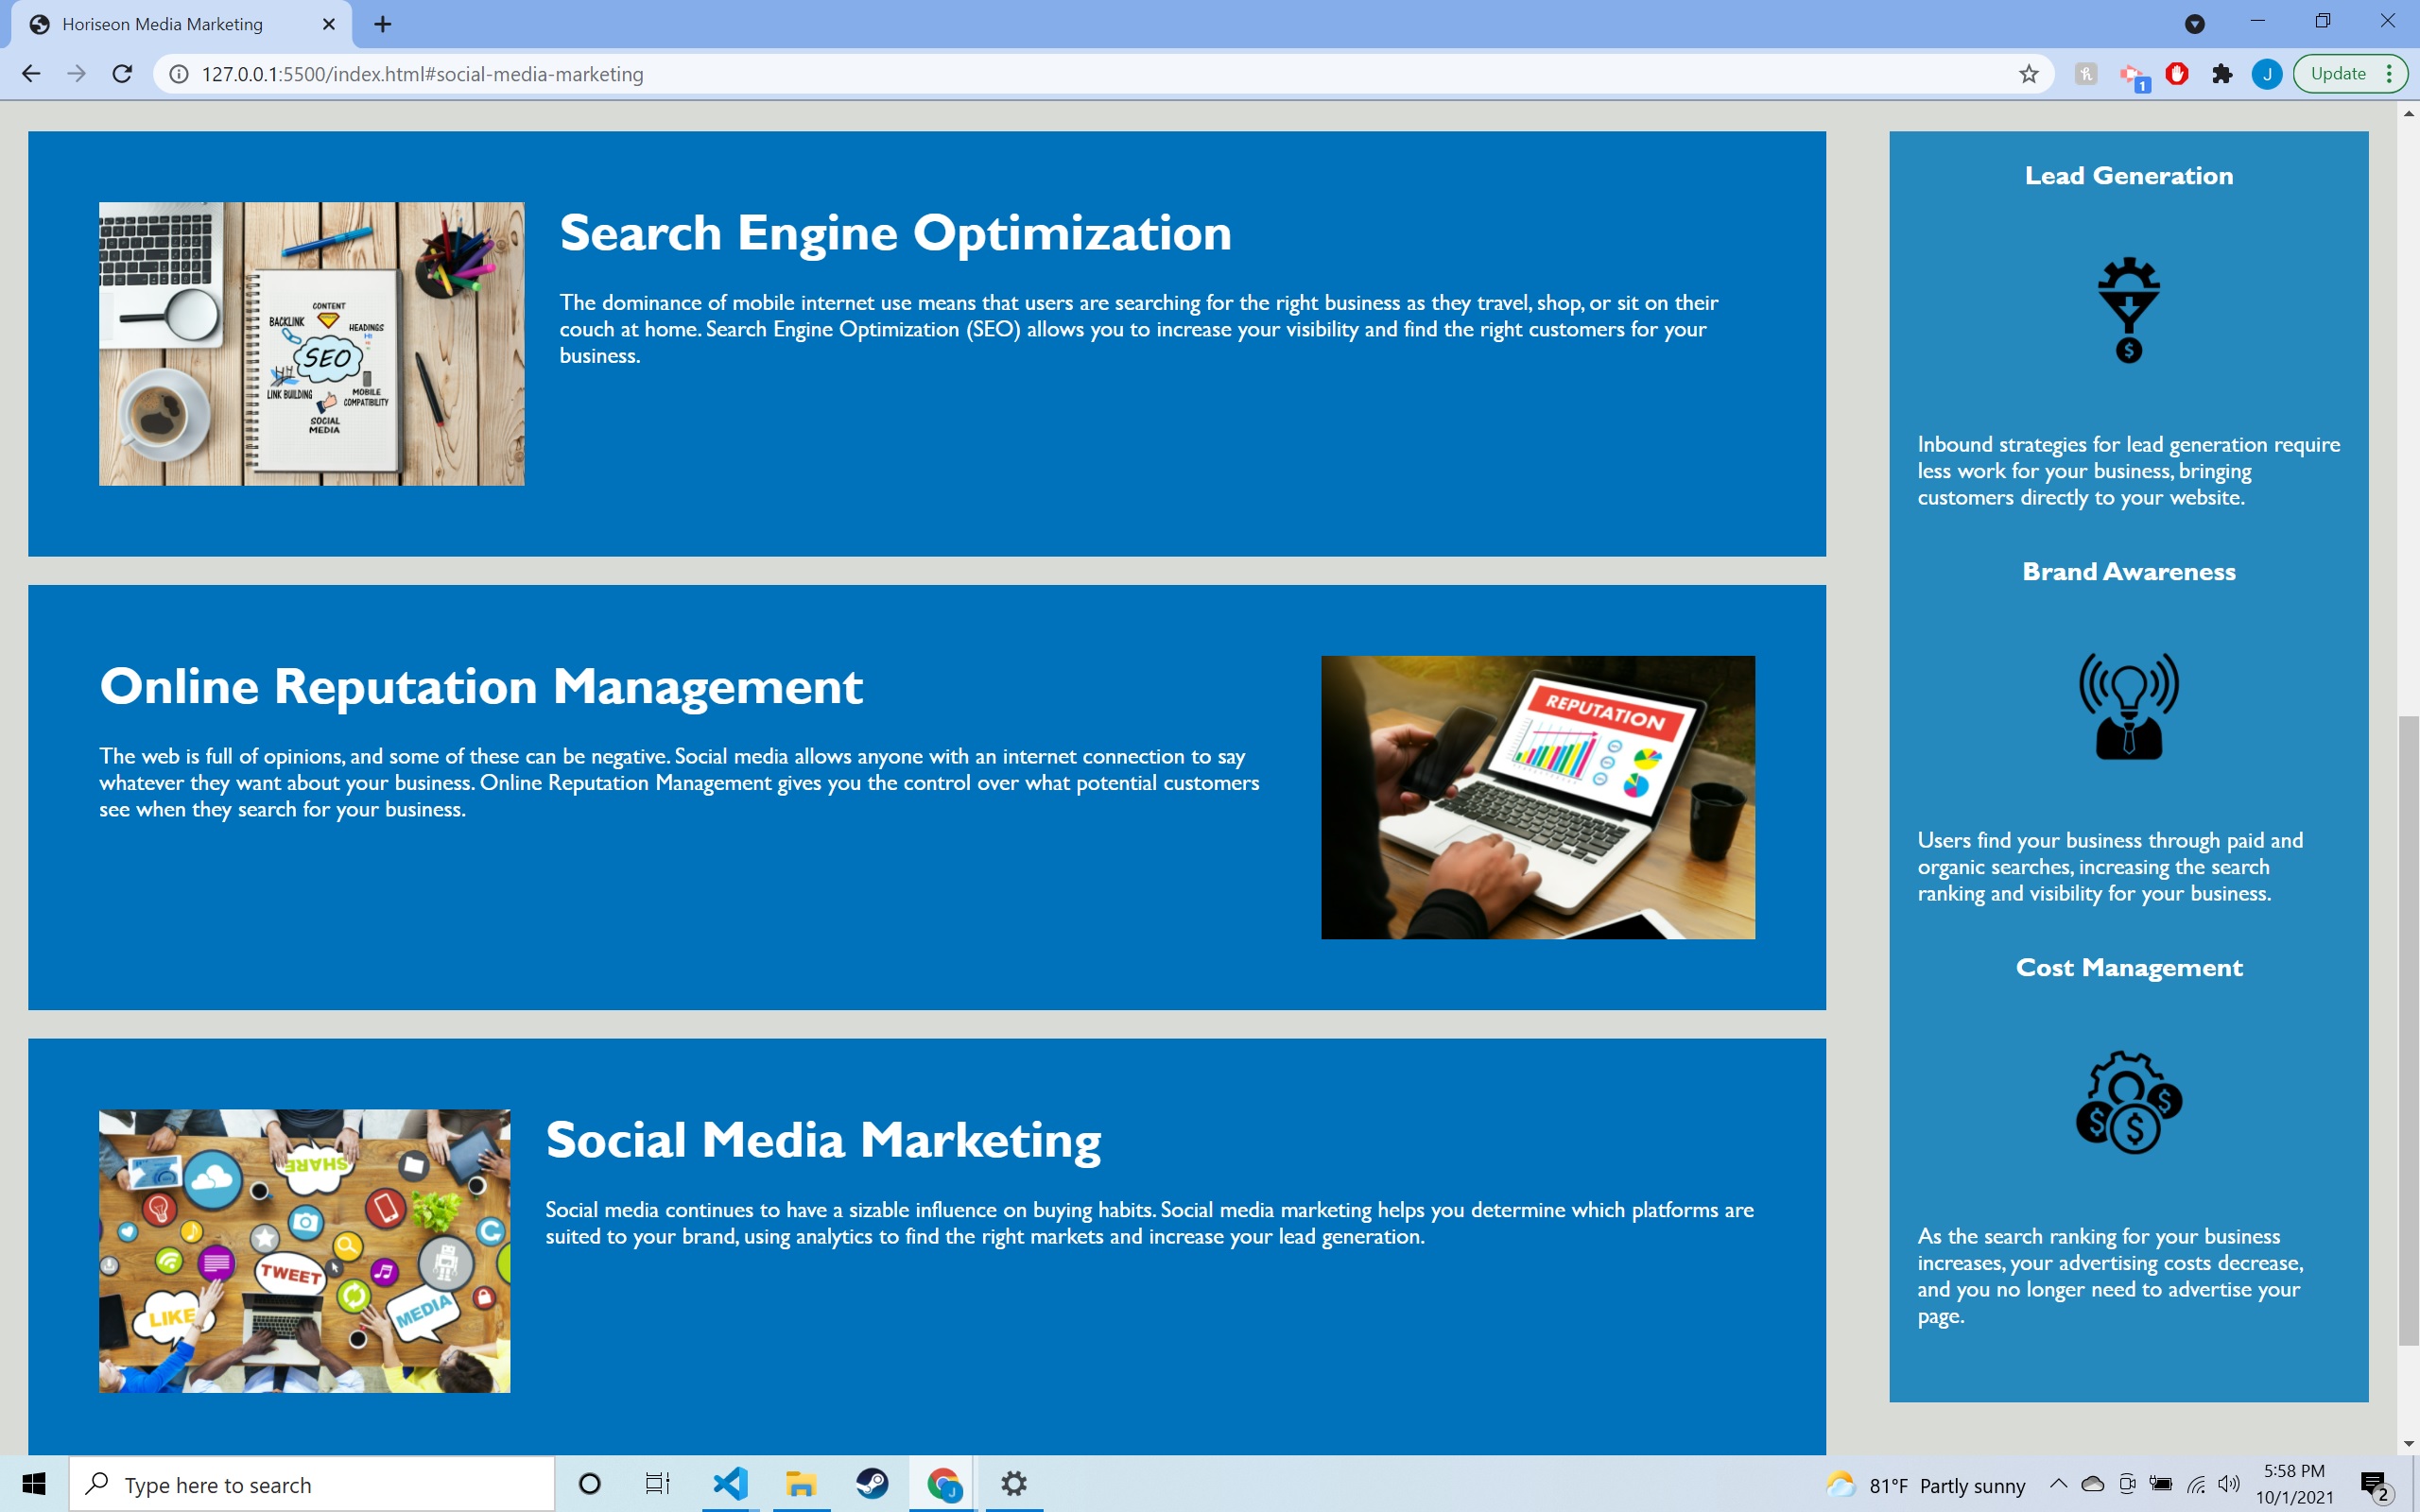 Horiseon Media Marketing
127.0.0.1:5500/index.html#social-media-marketing
1
J
Update
CONTENT
BACKLINK
HEADINGS
H1
SEO
LINK BUILDING
MOBILE
COMPATIBILITY
SOCIAL
MEDIA
Search Engine Optimization
The dominance of mobile internet use means that users are searching for the right business as they travel, shop, or sit on their
couch at home. Search Engine Optimization (SEO) allows you to increase your visibility and find the right customers for your
business.
Online Reputation Management
The web is full of opinions, and some of these can be negative. Social media allows anyone with an internet connection to say
whatever they want about your business. Online Reputation Management gives you the control over what potential customers
see when they search for your business.
REPUTATION
SHARE
TWEET
LIKE
MEDIA
Social Media Marketing
Social media continues to have a sizable influence on buying habits. Social media marketing helps you determine which platforms are
suited to your brand, using analytics to find the right markets and increase your lead generation.
Lead Generation
$
Inbound strategies for lead generation require
less work for your business, bringing
customers directly to your website.
Brand Awareness
Users find your business through paid and
organic searches, increasing the search
ranking and visibility for your business.
Cost Management
$ $ $
As the search ranking for your business
increases, your advertising costs decrease,
and you no longer need to advertise your
page.
Type here to search
J
81°F Partly sunny
5:58 PM
10/1/2021
2